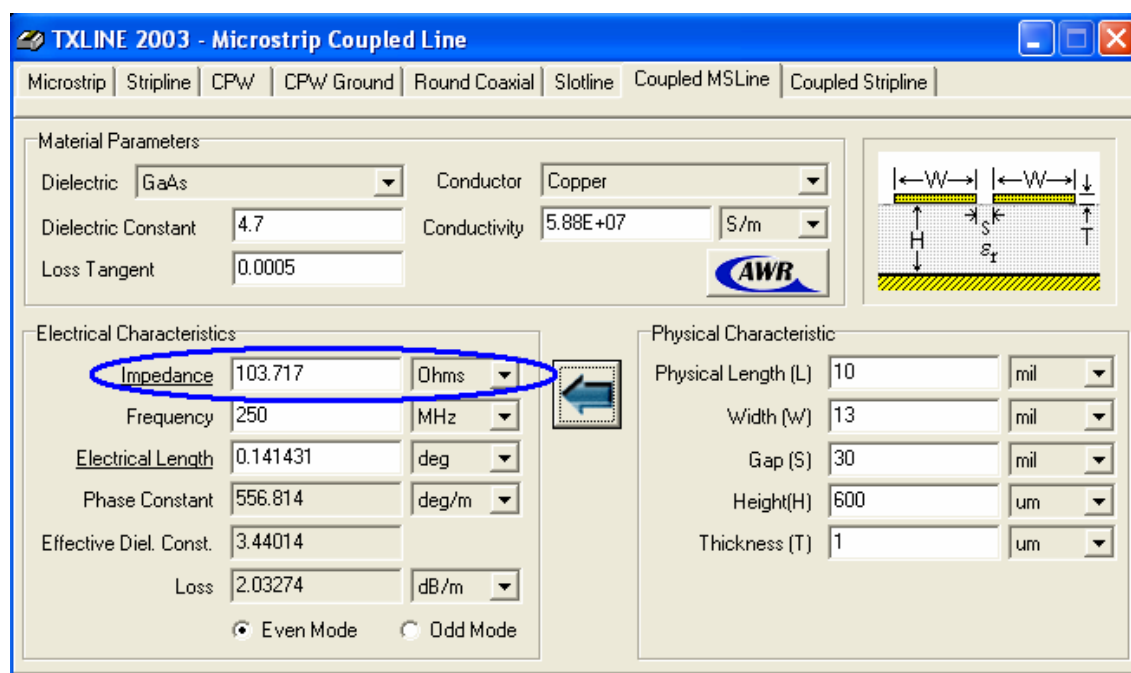 TXLINE 2003 - Microstrip Coupled Line
Microstrip Stripline CPW CPW Ground Round Coaxial Slotline Coupled MSLine Coupled Stripline
Material Parameters
Dielectric GaAs Conductor Copper
Dielectric Constant 4.7 Conductivity 5.88E+07 S/m
Loss Tangent 0.0005
AWR
W W
S T
H
εr
Electrical Characteristics
Impedance 103.717 Ohms
Frequency 250 MHz
Electrical Length 0.141431 deg
Phase Constant 556.814 deg/m
Effective Diel. Const. 3.44014
Loss 2.03274 dB/m
Even Mode Odd Mode
Physical Characteristic
Physical Length (L) 10 mil
Width (W) 13 mil
Gap (S) 30 mil
Height(H) 600 um
Thickness (T) 1 um